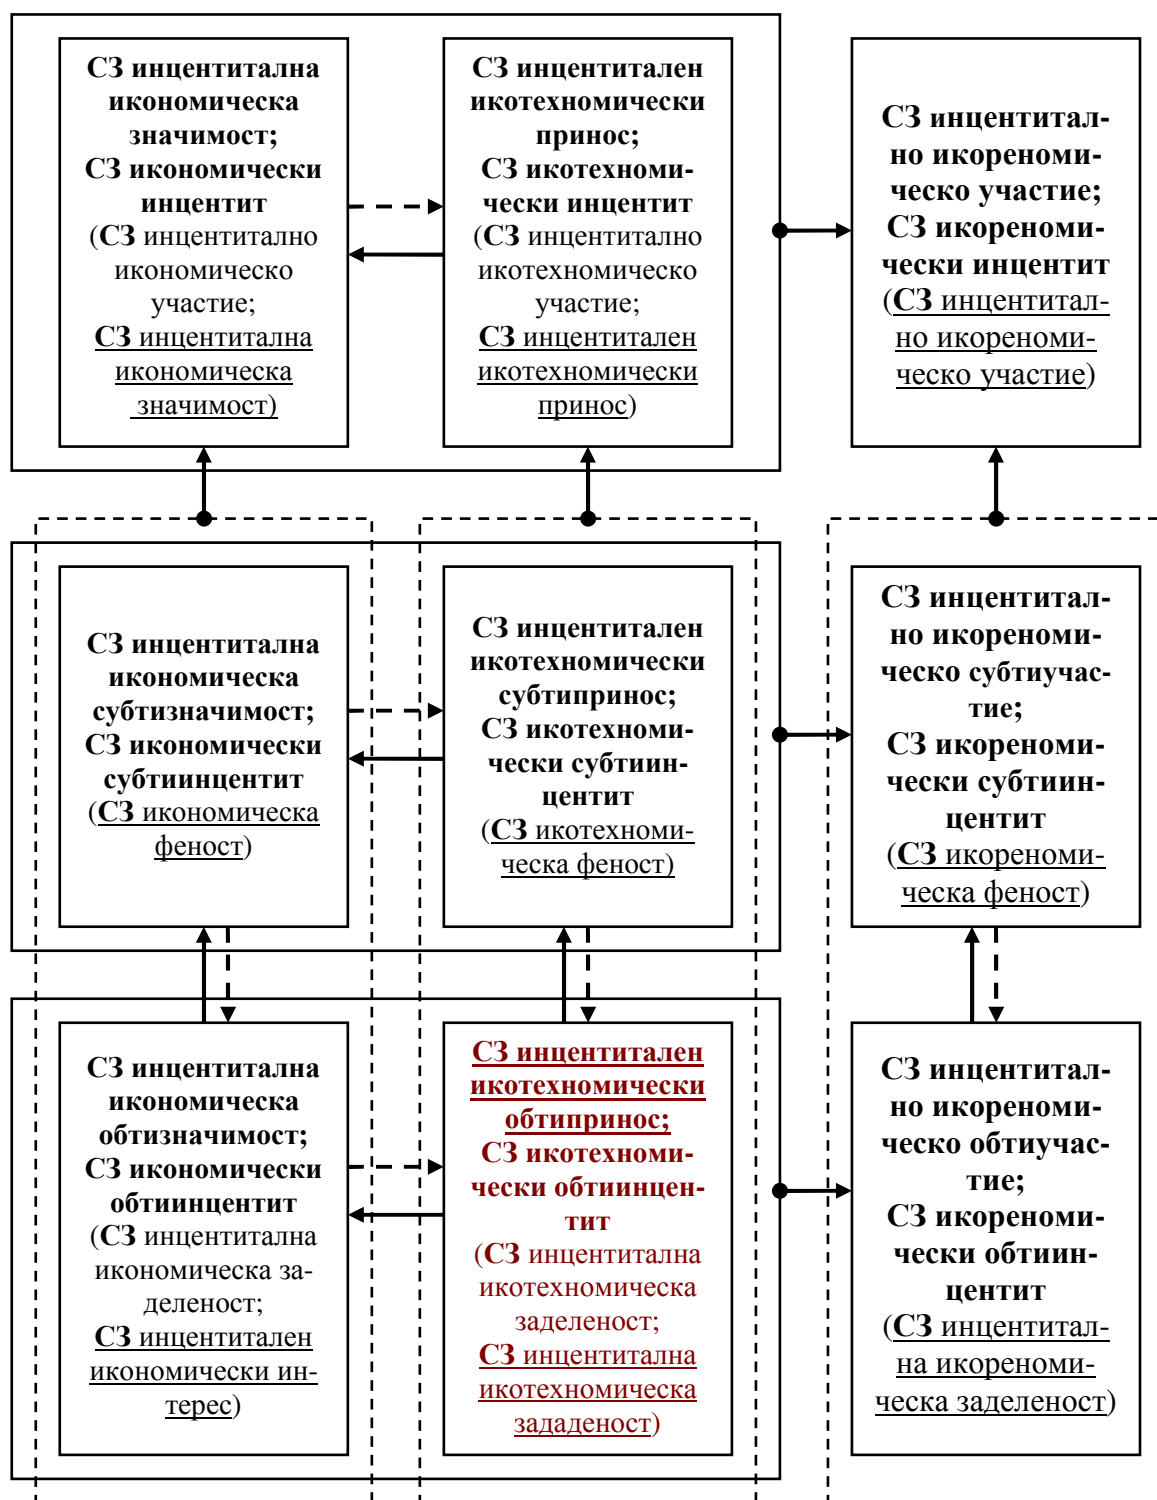 СЗ инцентитална
икономическа
значимост;
СЗ икономически
инцентит
(СЗ инцентитално
икономическо
участие;
СЗ инцентитална
икономическа
значимост)
СЗ инцентитален
икотехномически
принос;
СЗ икотехноми-
чески инцентит
(СЗ инцентитално
икотехномическо
участие;
СЗ инцентитален
икотехномически
принос)
СЗ инцентитал-
но икореноми-
ческо участие;
СЗ икореноми-
чески инцентит
(СЗ инцентитал-
но икореноми-
ческо участие)
СЗ инцентитална
икономическа
субтизначимост;
СЗ икономически
субтиинцентит
(СЗ икономическа
феност)
СЗ инцентитален
икотехномически
субтипринос;
СЗ икотехноми-
чески субтиин-
центит
(СЗ икотехноми-
ческа феност)
СЗ инцентитал-
но икореноми-
ческо субтиучас-
тие;
СЗ икореноми-
чески субтиин-
центит
(СЗ икореноми-
ческа феност)
СЗ инцентитална
икономическа
обтизначимост;
СЗ икономически
обтиинцентит
(СЗ инцентитална
икономическа за-
деленост;
СЗ инцентитален
икономически ин-
терес)
СЗ инцентитален
икотехномически
обтипринос;
СЗ икотехноми-
чески обтиинцен-
тит
(СЗ инцентитална
икотехномическа
заделеност;
СЗ инцентитална
икотехномическа
зададеност)
СЗ инцентитал-
но икореноми-
ческо обтиучас-
тие;
СЗ икореноми-
чески обтиин-
центит
(СЗ инцентитал-
на икореноми-
ческа заделеност)